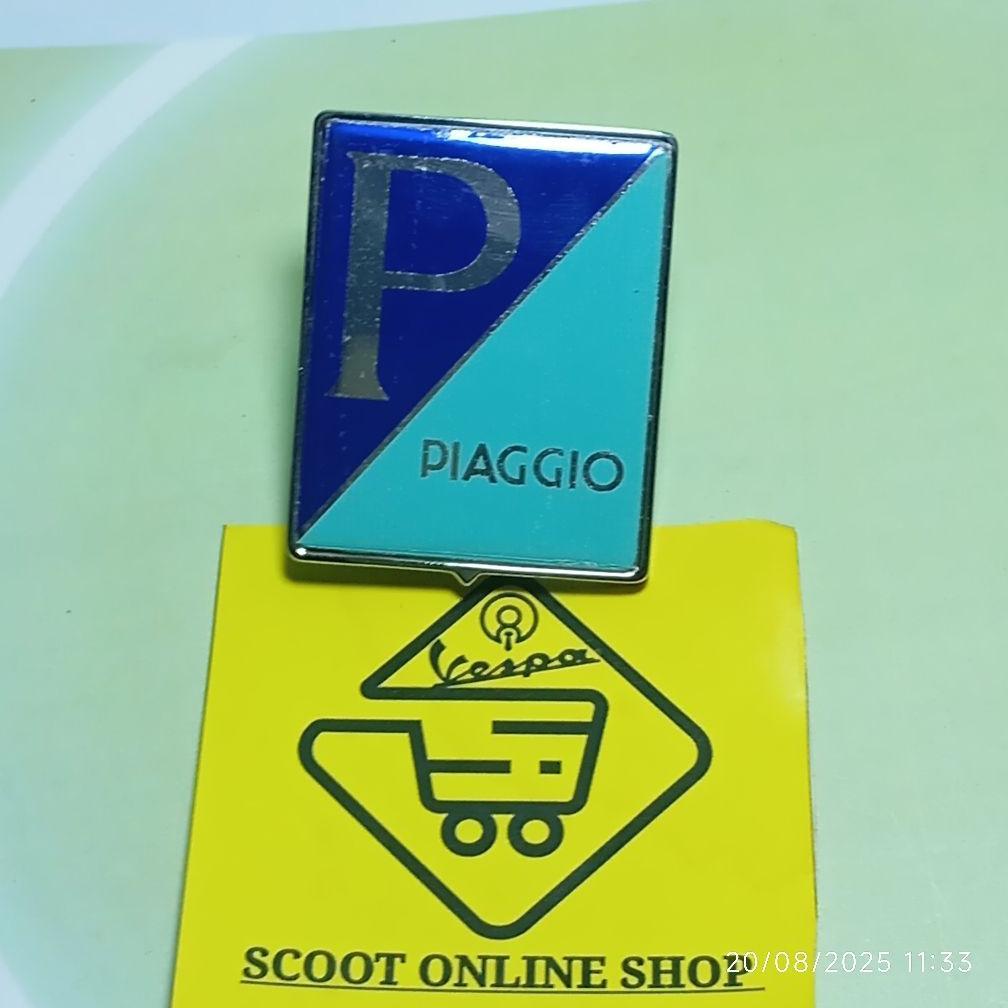 P
PIAGGIO
Vespa
SCOOT ONLINE SHOP
20/08/2025 11:33